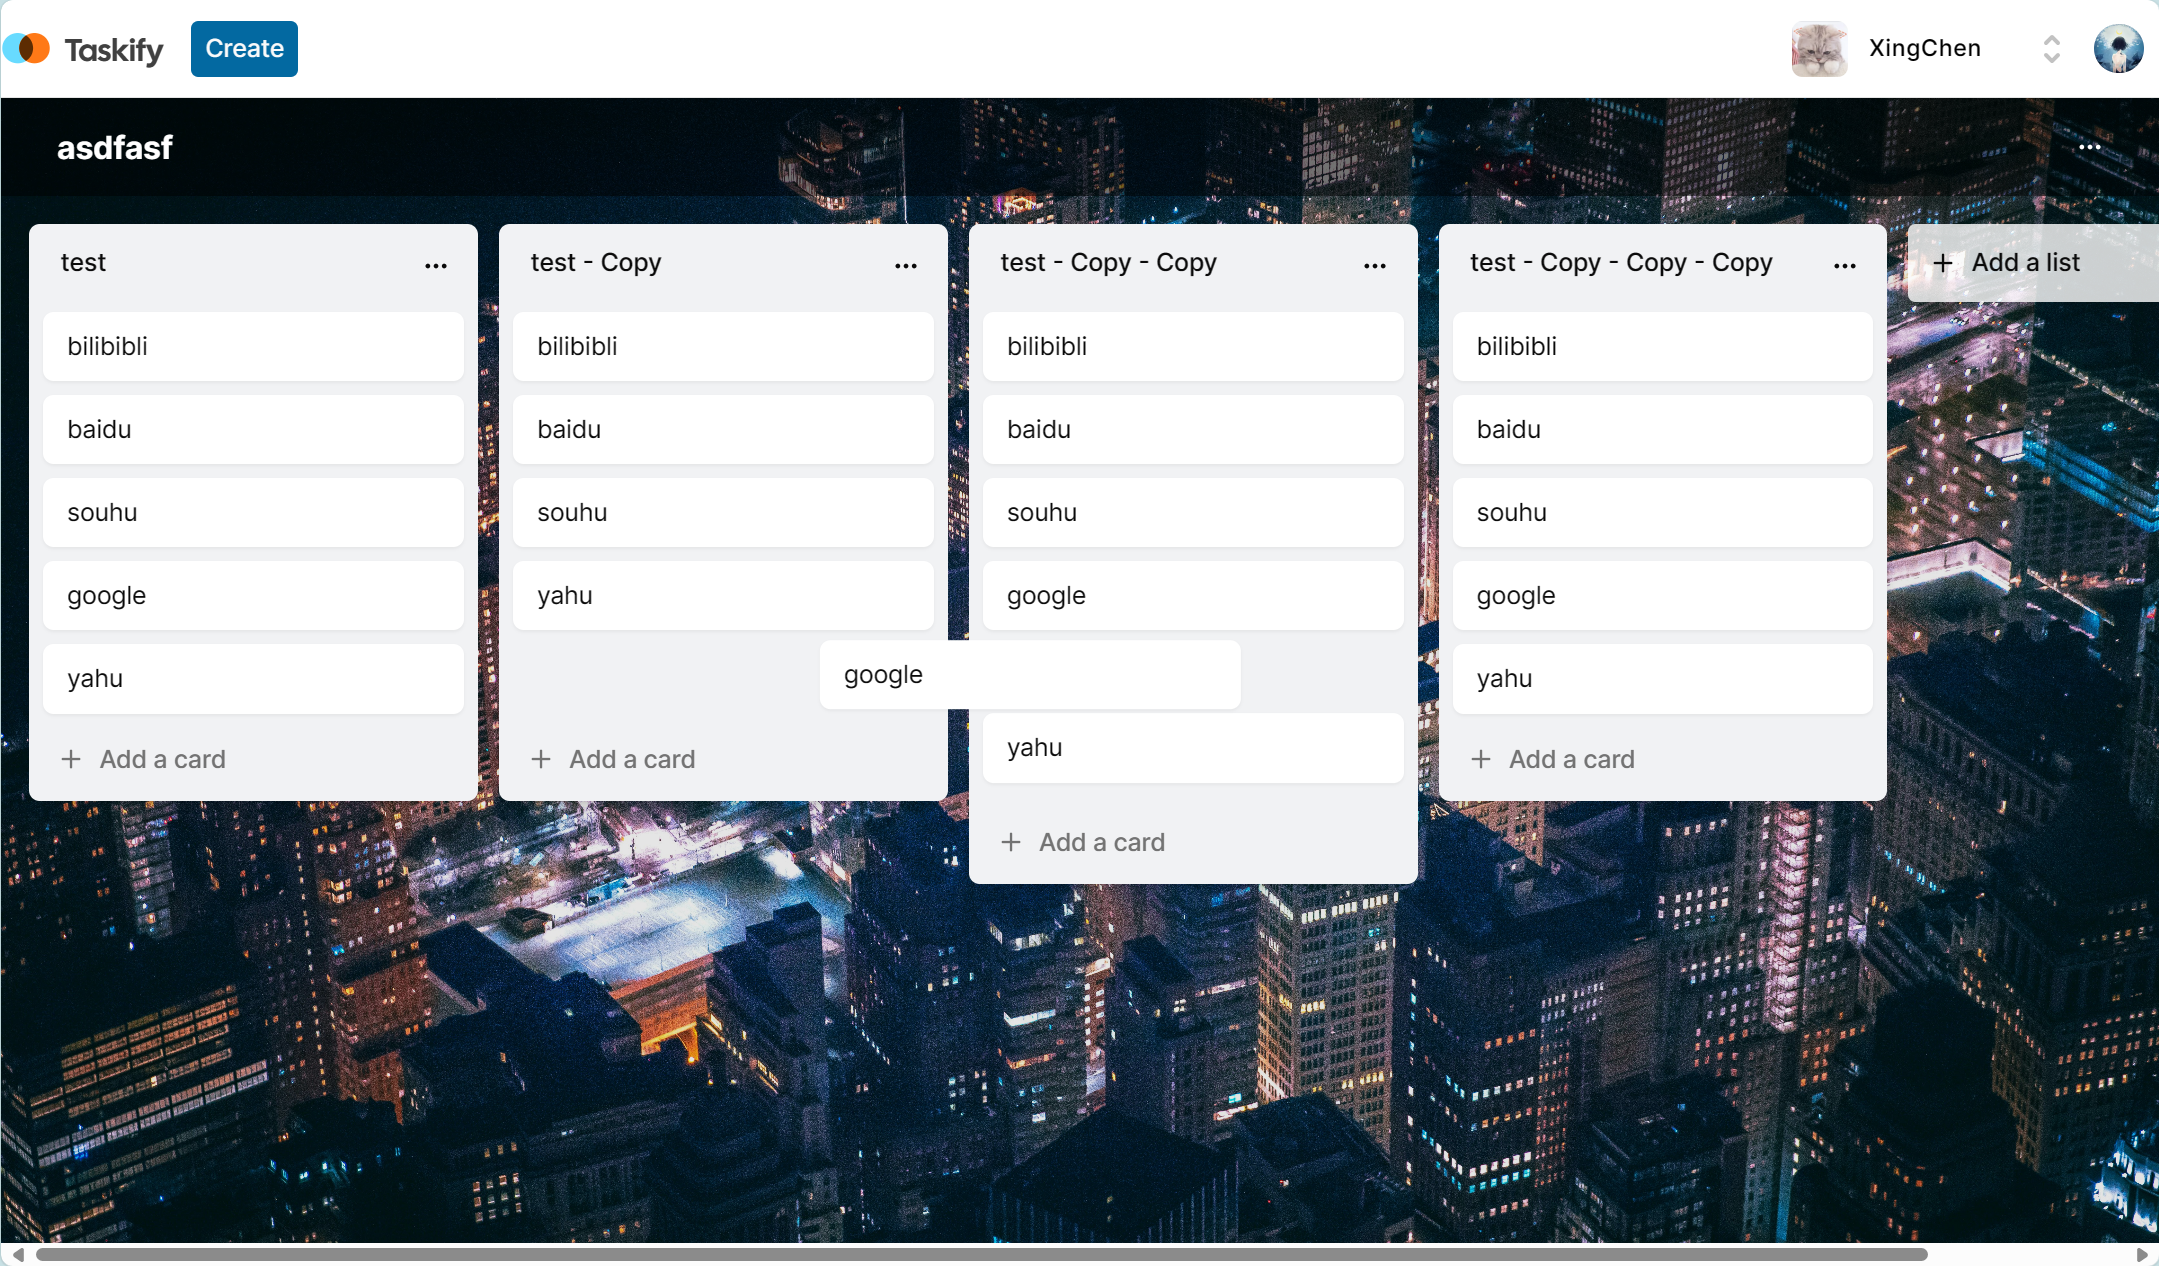 Taskify
Create
XingChen
asdfasf
test
bilibibli
baidu
souhu
google
yahu
Add a card
test - Copy
bilibibli
baidu
souhu
yahu
Add a card
google
test - Copy - Copy
bilibibli
baidu
souhu
google
yahu
Add a card
test - Copy - Copy - Copy
bilibibli
baidu
souhu
google
yahu
Add a card
Add a list